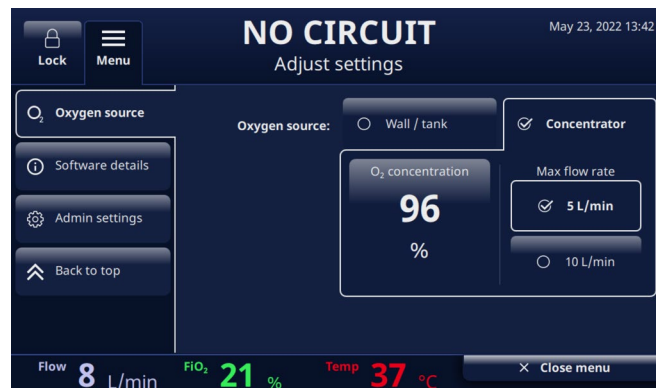 NO CIRCUIT
May 23, 2022 13:42
Lock
Menu
Adjust settings
O2 Oxygen source
Oxygen source:
Wall / tank
Concentrator
Software details
O2 concentration
Max flow rate
96
5 L/min
Admin settings
%
10 L/min
Back to top
Flow 8 L/min
FiO2 21 %
Temp 37 °C
× Close menu